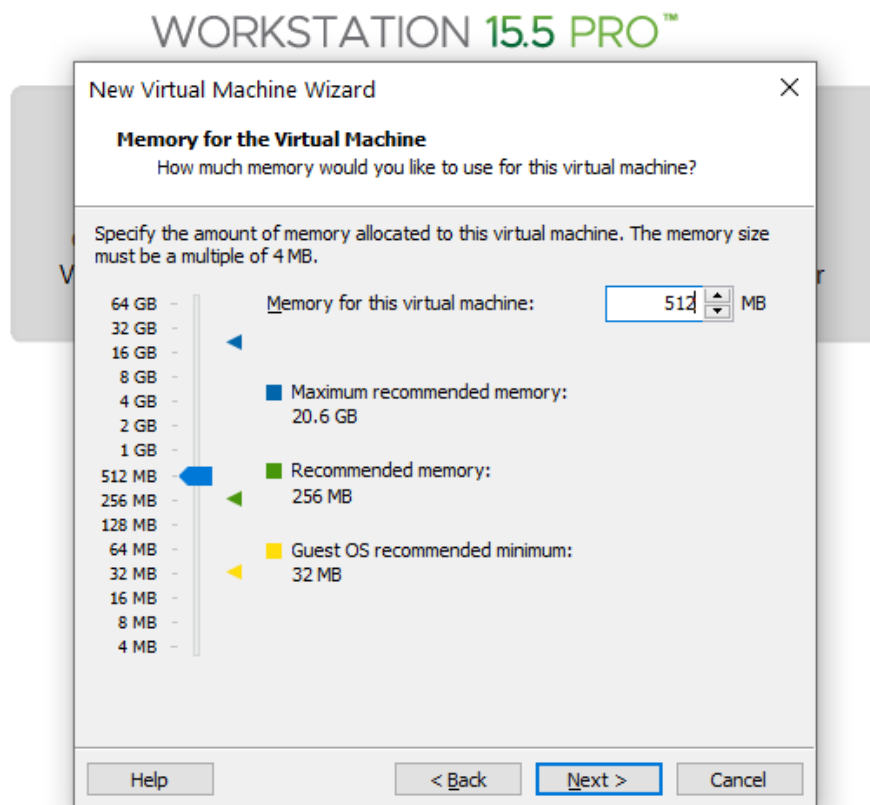 WORKSTATION 15.5 PRO™
New Virtual Machine Wizard
Memory for the Virtual Machine
How much memory would you like to use for this virtual machine?
Specify the amount of memory allocated to this virtual machine. The memory size
must be a multiple of 4 MB.
V
r
Memory for this virtual machine: 512 MB
64 GB
32 GB
16 GB
8 GB
4 GB
2 GB
1 GB
512 MB
256 MB
128 MB
64 MB
32 MB
16 MB
8 MB
4 MB
Maximum recommended memory:
20.6 GB
Recommended memory:
256 MB
Guest OS recommended minimum:
32 MB
Help
< Back
Next >
Cancel